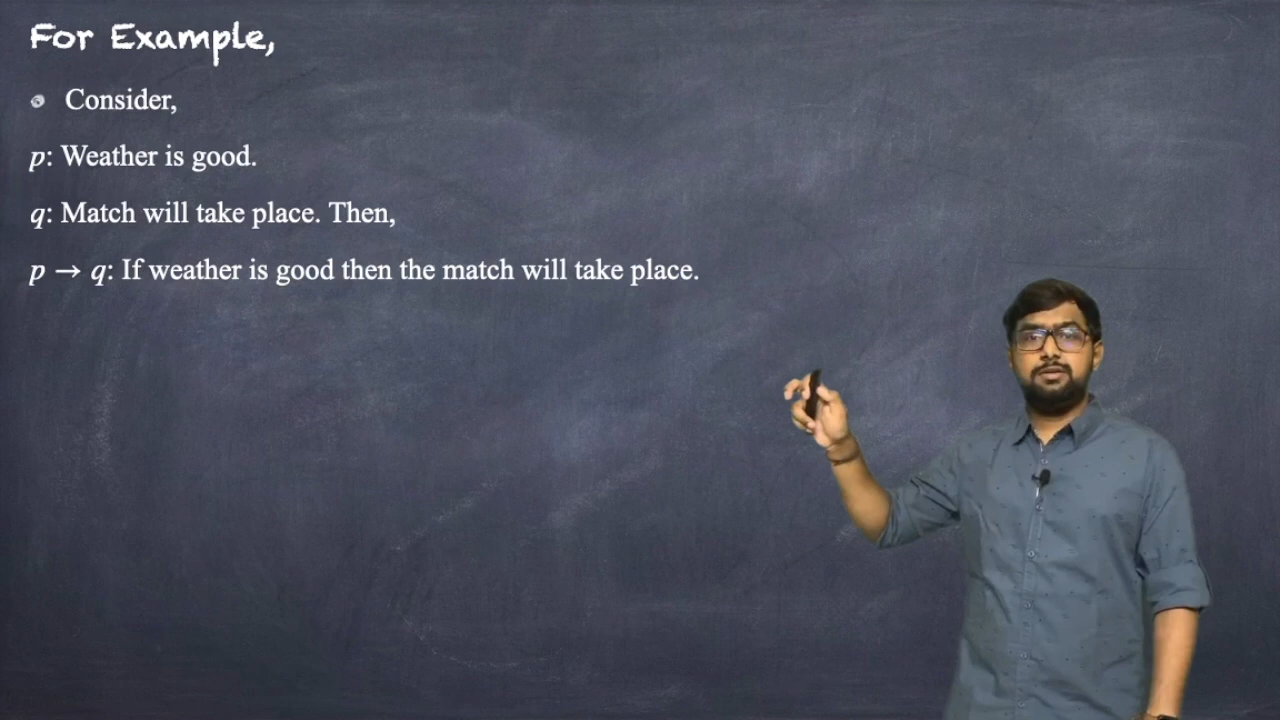 For Example,
Consider,
p: Weather is good.
q: Match will take place. Then,
p → q: If weather is good then the match will take place.